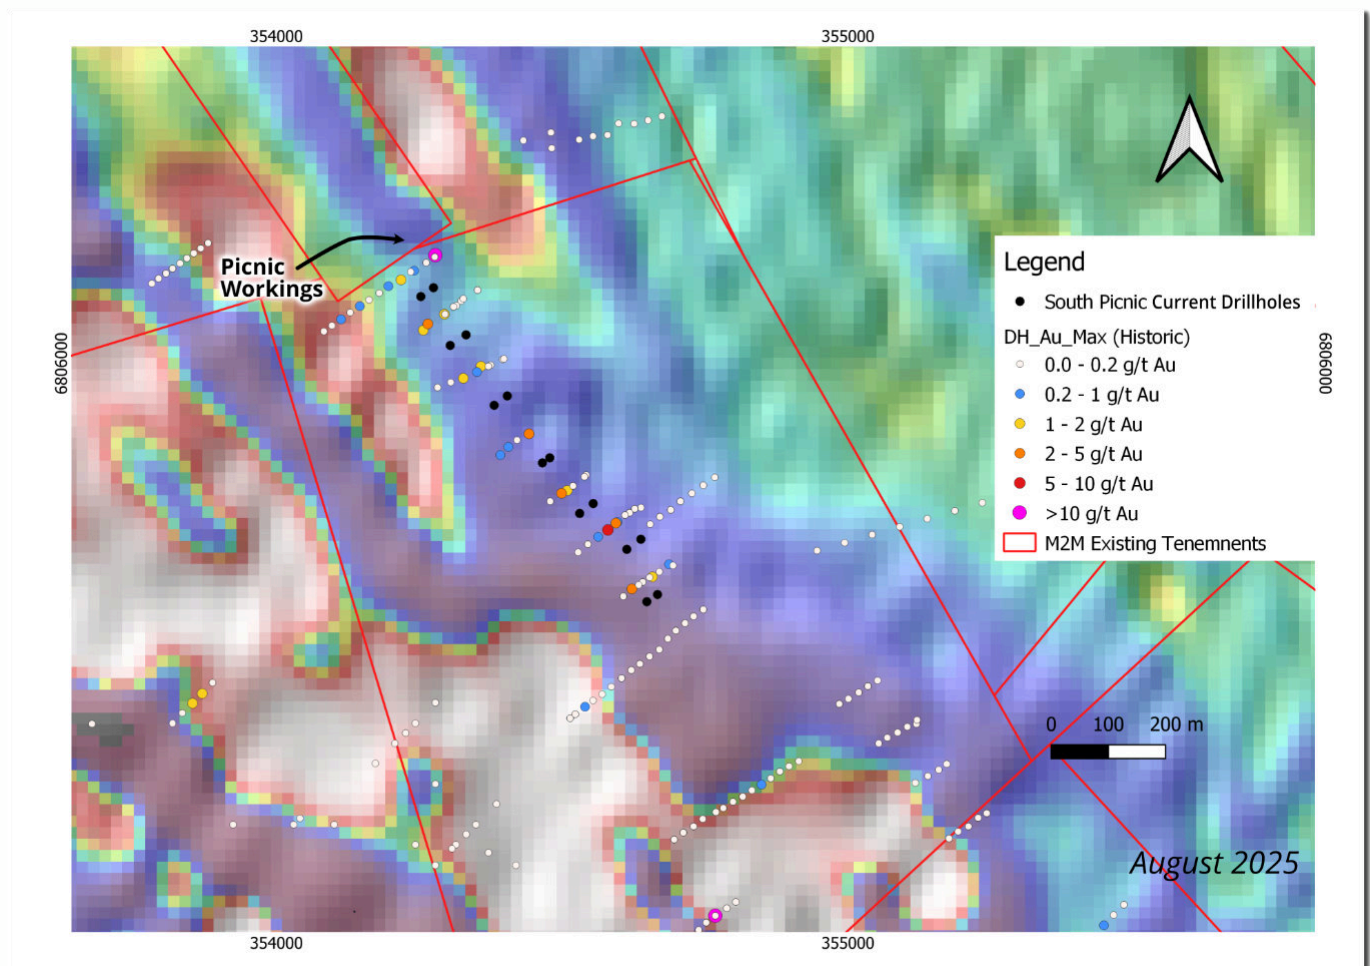 354000
355000
Picnic
Workings
6806000
6806000
Legend
South Picnic Current Drillholes
DH_Au_Max (Historic)
0.0 - 0.2 g/t Au
0.2 - 1 g/t Au
1 - 2 g/t Au
2 - 5 g/t Au
5 - 10 g/t Au
>10 g/t Au
M2M Existing Tenemnents
0 100 200 m
August 2025
354000
355000